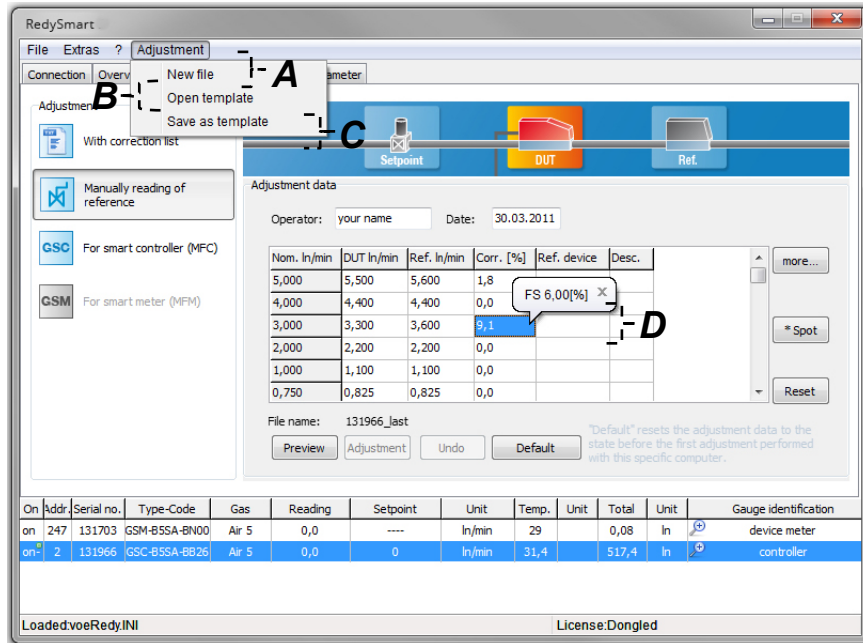 RedySmart
File Extras ? Adjustment
Connection Overv ameter
New file
Open template
Save as template
A
B
C
Adjustment
With correction list
Manually reading of
reference
GSC For smart controller (MFC)
GSM For smart meter (MFM)
Setpoint DUT Ref.
Adjustment data
Operator: your name Date: 30.03.2011
Nom. ln/min DUT ln/min Ref. ln/min Corr. [%] Ref. device Desc.
5,000 5,500 5,600 1,8
4,000 4,400 4,400 0,0
3,000 3,300 3,600 9,1
2,000 2,200 2,200 0,0
1,000 1,100 1,100 0,0
0,750 0,825 0,825 0,0
FS 6,00[%] X
D
more...
* Spot
Reset
File name: 131966_last
Preview Adjustment Undo Default
"Default" resets the adjustment data to the
state before the first adjustment performed
with this specific computer.
On Addr. Serial no. Type-Code Gas Reading Setpoint Unit Temp. Unit Total Unit Gauge identification
on 247 131703 GSM-B5SA-BN00 Air 5 0,0 ---- ln/min 29 0,08 ln device meter
on- 2 131966 GSC-B5SA-BB26 Air 5 0,0 0 ln/min 31,4 517,4 ln controller
Loaded:voeRedy.INI License:Dongled